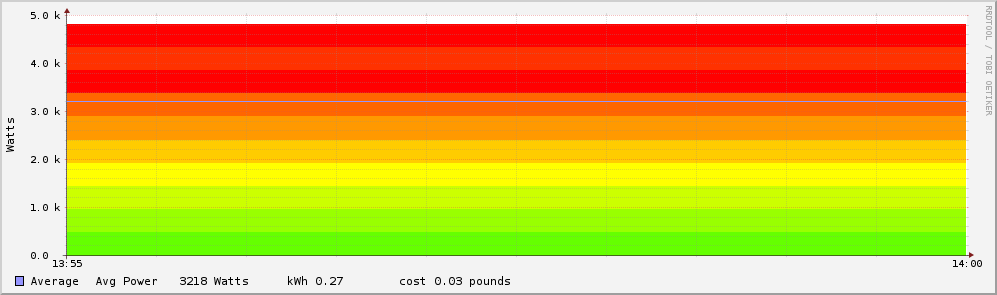 5.0 k
4.0 k
3.0 k
2.0 k
1.0 k
0.0
Watts
13:55 14:00
Average Avg Power 3218 Watts kWh 0.27 cost 0.03 pounds
RRDTOOL / TOBI OETIKER